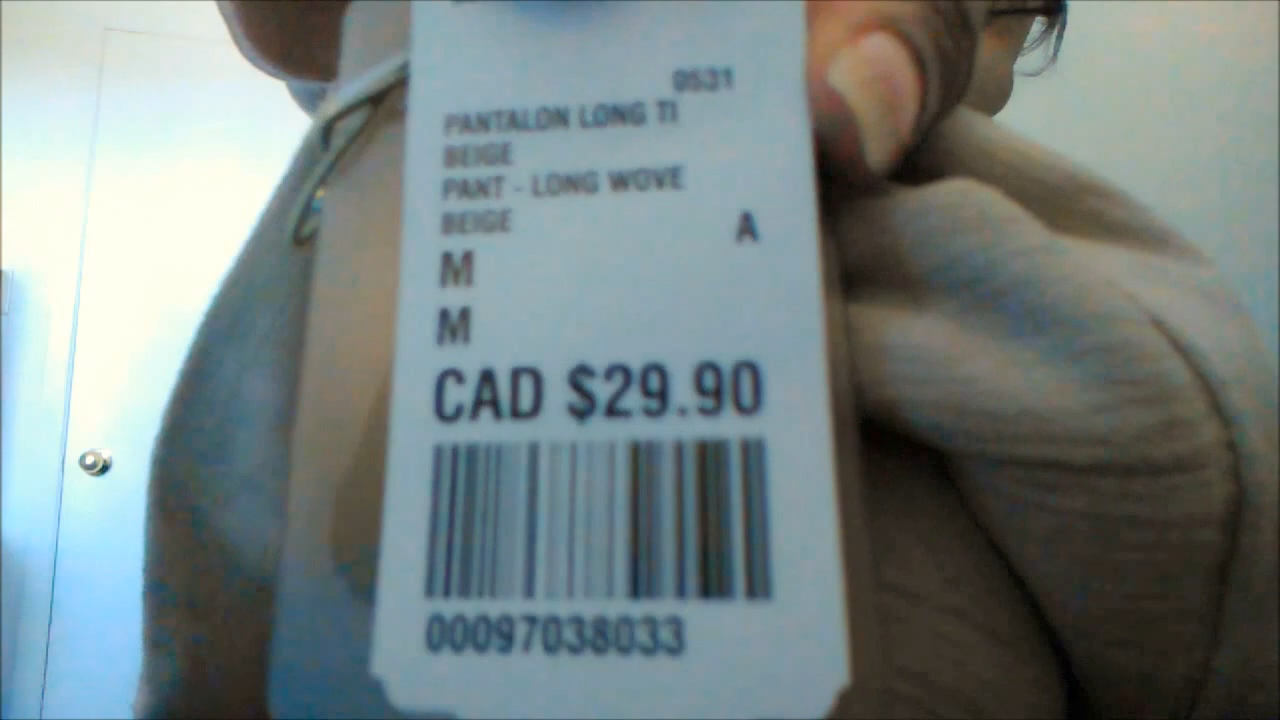 0531
PANTALON LONG TI
BEIGE
PANT - LONG WOVE
BEIGE
A
M
M
CAD $29.90
00097038033